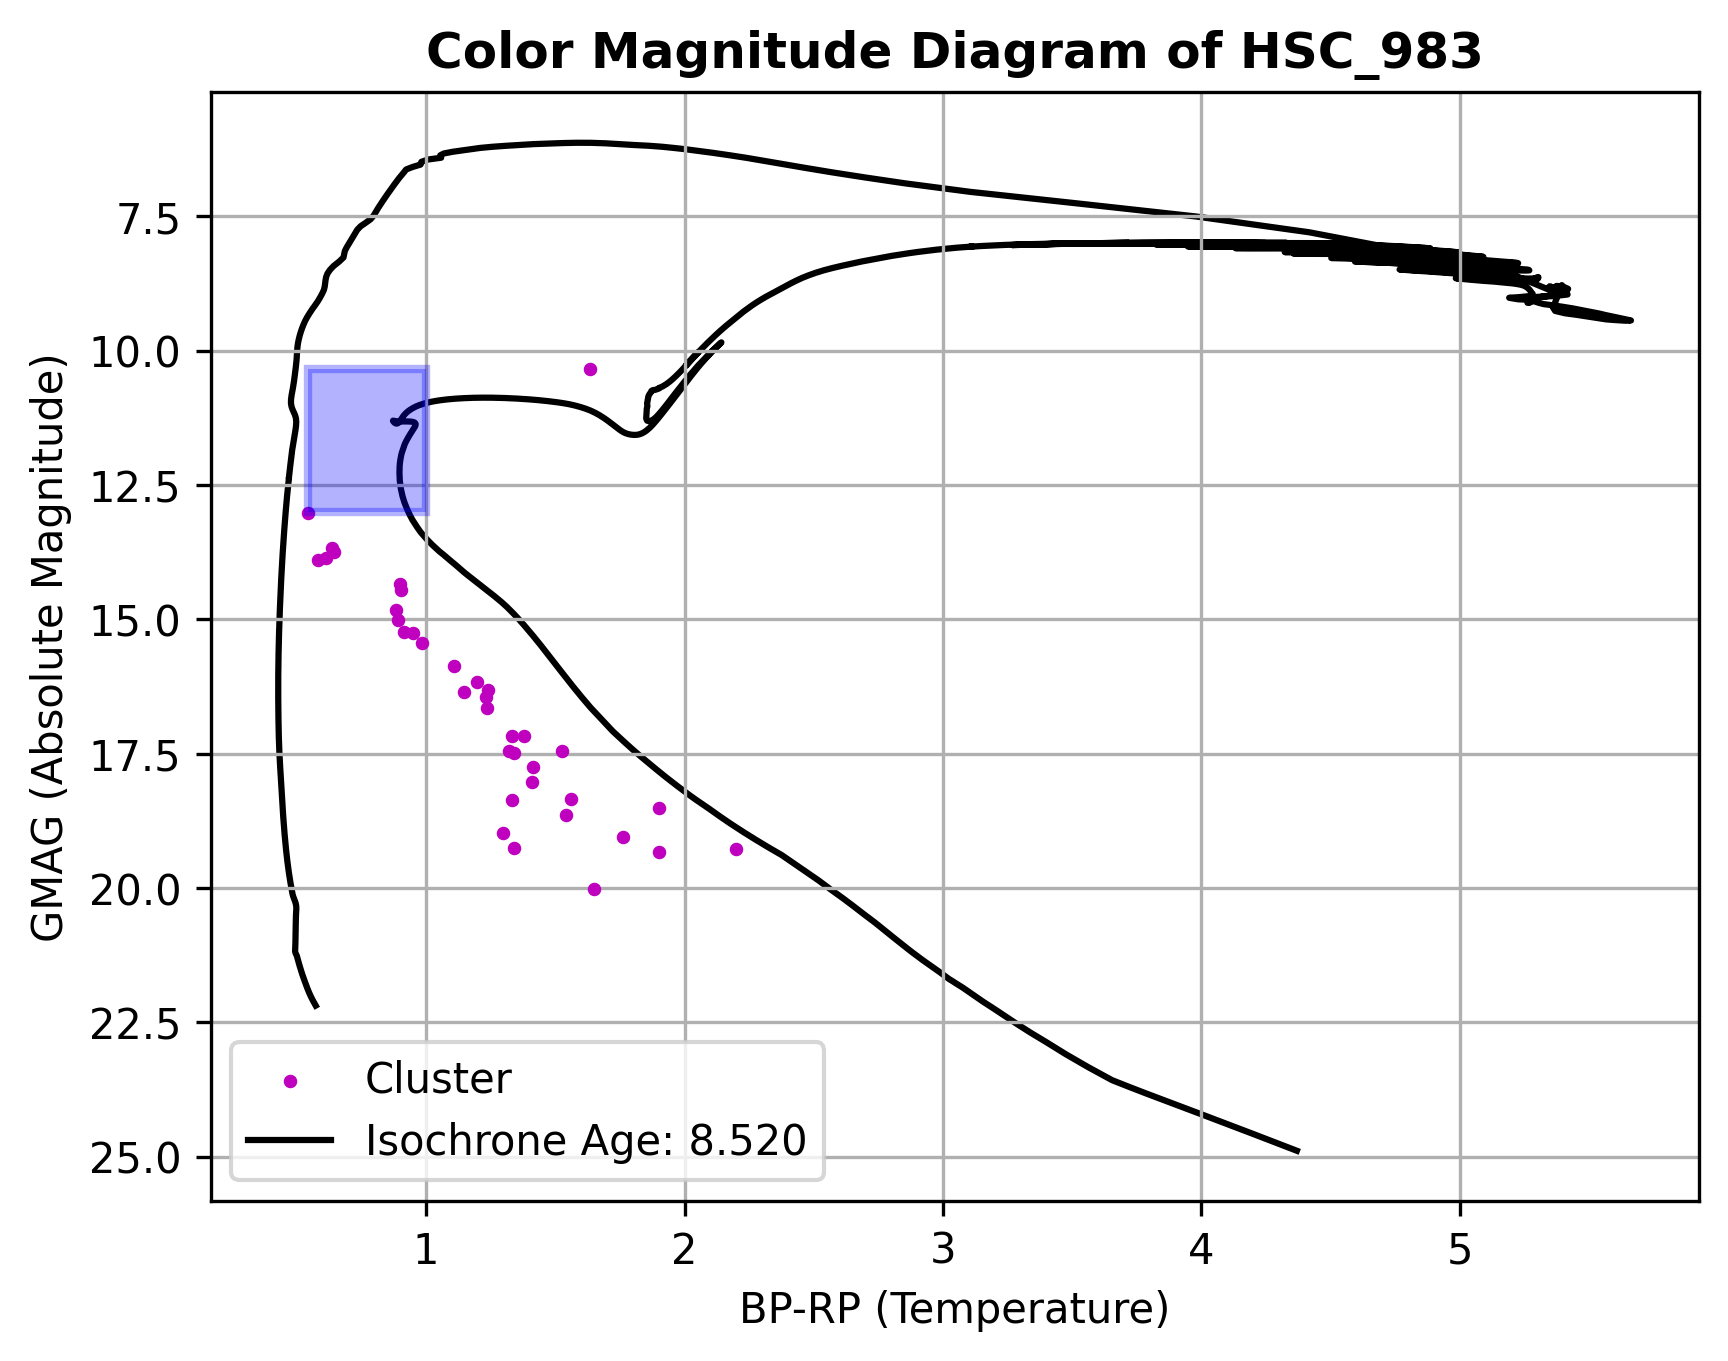 Color Magnitude Diagram of HSC_983
GMAG (Absolute Magnitude)
7.5
10.0
12.5
15.0
17.5
20.0
22.5
25.0
Cluster
Isochrone Age: 8.520
1 2 3 4 5
BP-RP (Temperature)